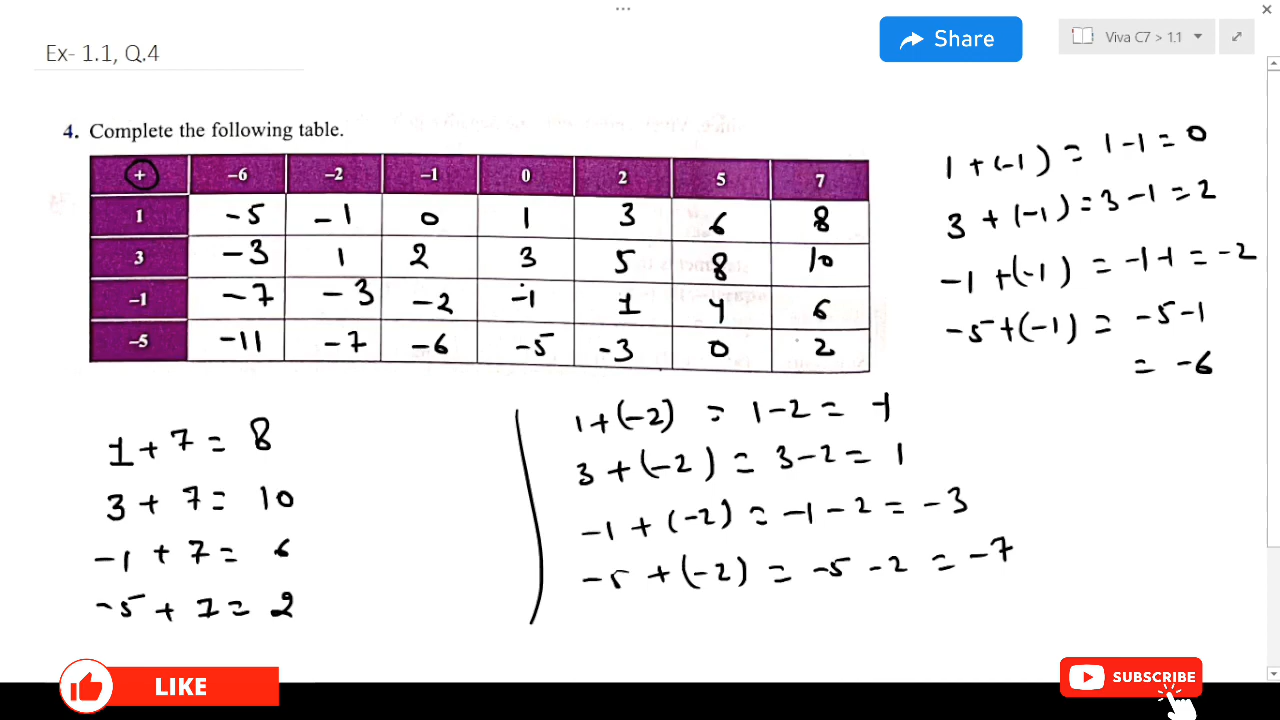 Ex- 1.1, Q.4
Share
Viva C7 > 1.1
4. Complete the following table.
+ -6 -2 -1 0 2 5 7
1 -5 -1 0 1 3 6 8
3 -3 1 2 3 5 8 10
-1 -7 -3 -2 -1 1 4 6
-5 -11 -7 -6 -5 -3 0 2
1 + (-1) = 1 - 1 = 0
3 + (-1) = 3 - 1 = 2
-1 + (-1) = -1 - 1 = -2
-5 + (-1) = -5 - 1
= -6
1 + 7 = 8
3 + 7 = 10
-1 + 7 = 6
-5 + 7 = 2
1 + (-2) = 1 - 2 = -1
3 + (-2) = 3 - 2 = 1
-1 + (-2) = -1 - 2 = -3
-5 + (-2) = -5 - 2 = -7
LIKE
SUBSCRIBE